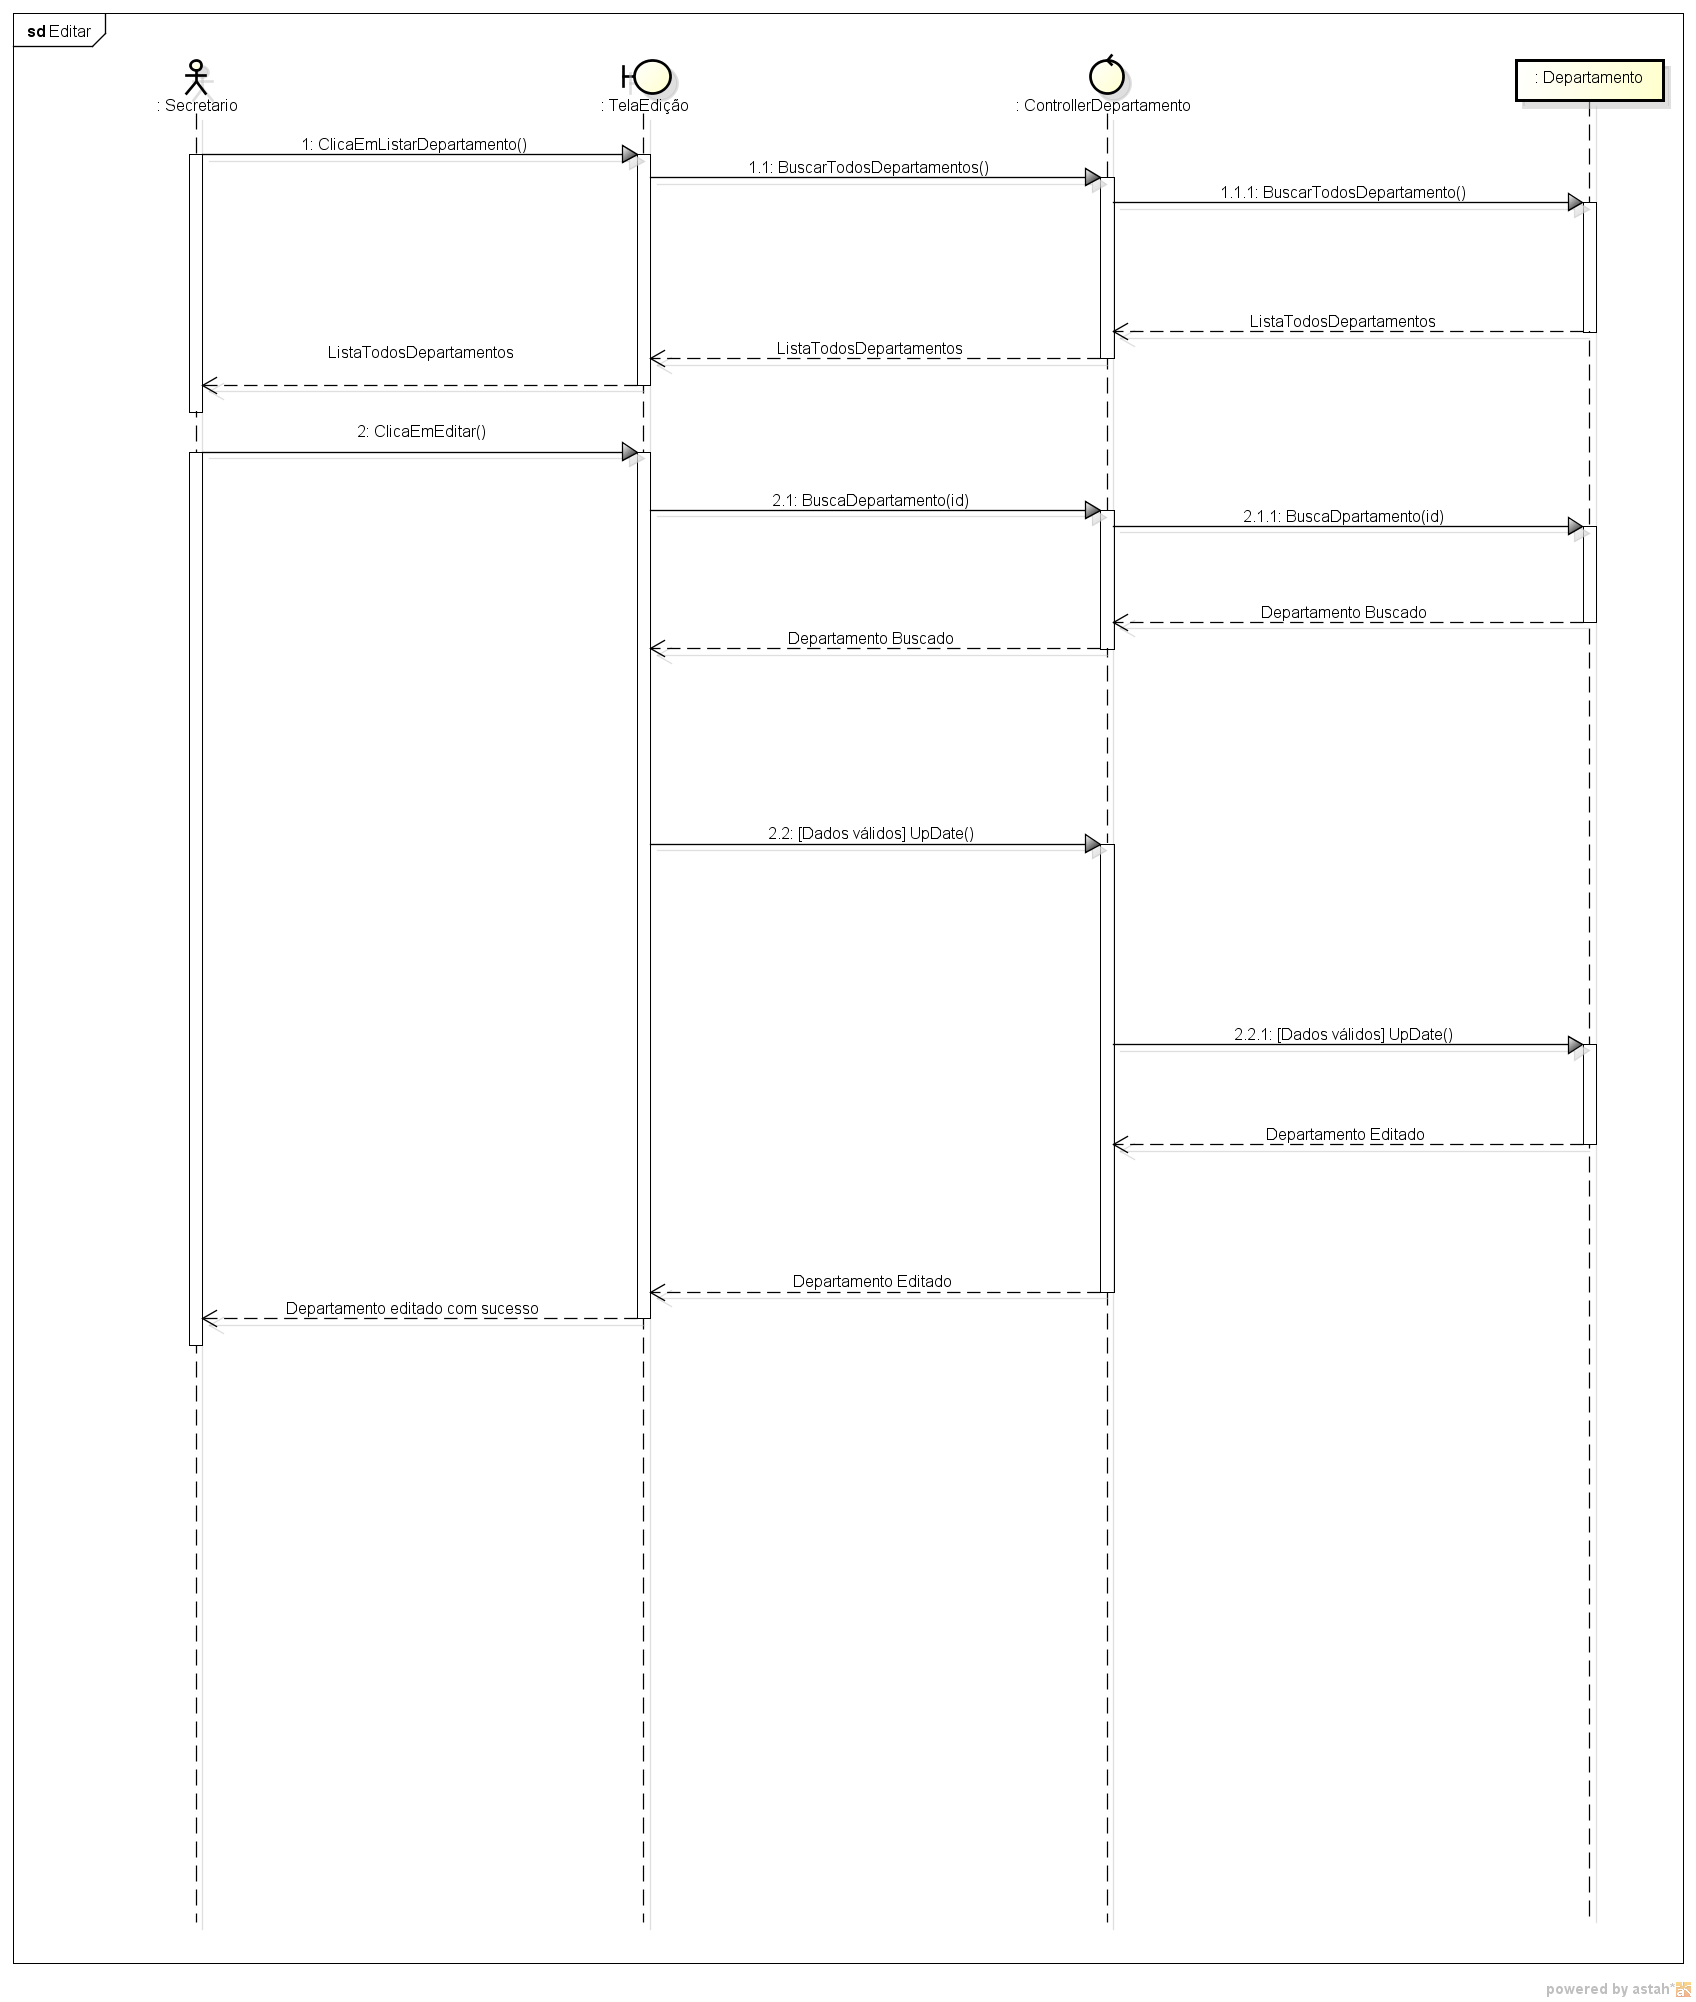 sd Editar
: Secretario
: TelaEdição
: ControllerDepartamento
: Departamento
1: ClicaEmListarDepartamento()
1.1: BuscarTodosDepartamentos()
1.1.1: BuscarTodosDepartamento()
ListaTodosDepartamentos
ListaTodosDepartamentos
ListaTodosDepartamentos
2: ClicaEmEditar()
2.1: BuscaDepartamento(id)
2.1.1: BuscaDpartamento(id)
Departamento Buscado
Departamento Buscado
2.2: [Dados válidos] UpDate()
2.2.1: [Dados válidos] UpDate()
Departamento Editado
Departamento Editado
Departamento editado com sucesso
powered by astah*